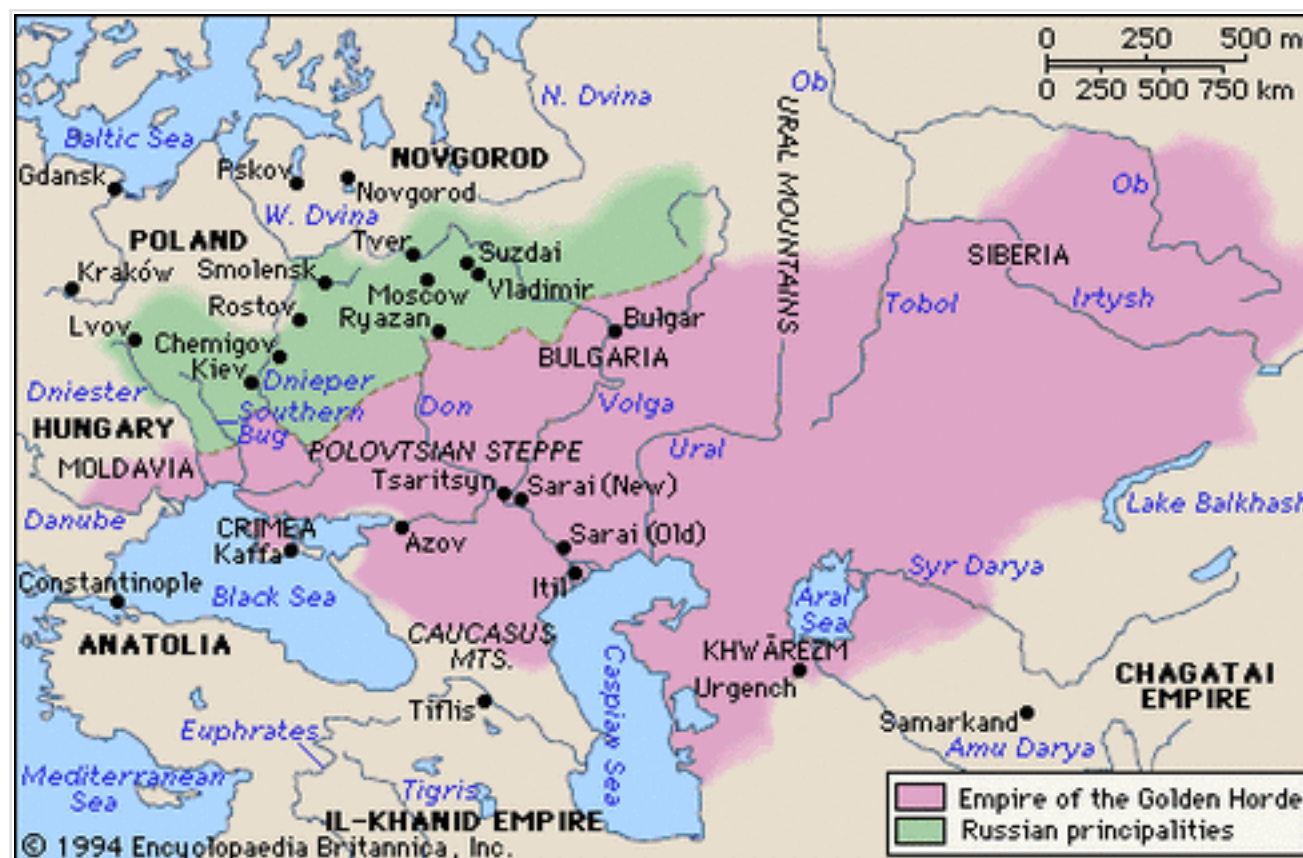 0 250 500 m
0 250 500 750 km
Ob
N. Dvina
URAL MOUNTAINS
Baltic Sea
NOVGOROD
Gdansk
Pskov
Novgorod
Ob
W. Dvina
POLAND
Tver
Suzdai
SIBERIA
Kraków
Smolensk
Moscow
Vladimir
Tobol
Irtysh
Rostov
Ryazan
Bulgar
Lvov
Chemigov
BULGARIA
Kiev
Dnieper
Dniester
Southern
Bug
Don
Volga
HUNGARY
POLOVTSIAN STEPPE
Ural
MOLDAVIA
Tsaritsyn
Sarai (New)
Lake Balkhash
Danube
CRIMEA
Kaffa
Azov
Sarai (Old)
Syr Darya
Constantinople
Black Sea
Itil
Aral
Sea
ANATOLIA
CAUCASUS
MTS.
Caspian Sea
KHWĀREZM
Urgench
CHAGATAI
EMPIRE
Tiflis
Samarkand
Euphrates
Amu Darya
Mediterranean
Sea
Tigris
IL-KHANID EMPIRE
Empire of the Golden Horde
Russian principalities
© 1994 Encyclopaedia Britannica, Inc.